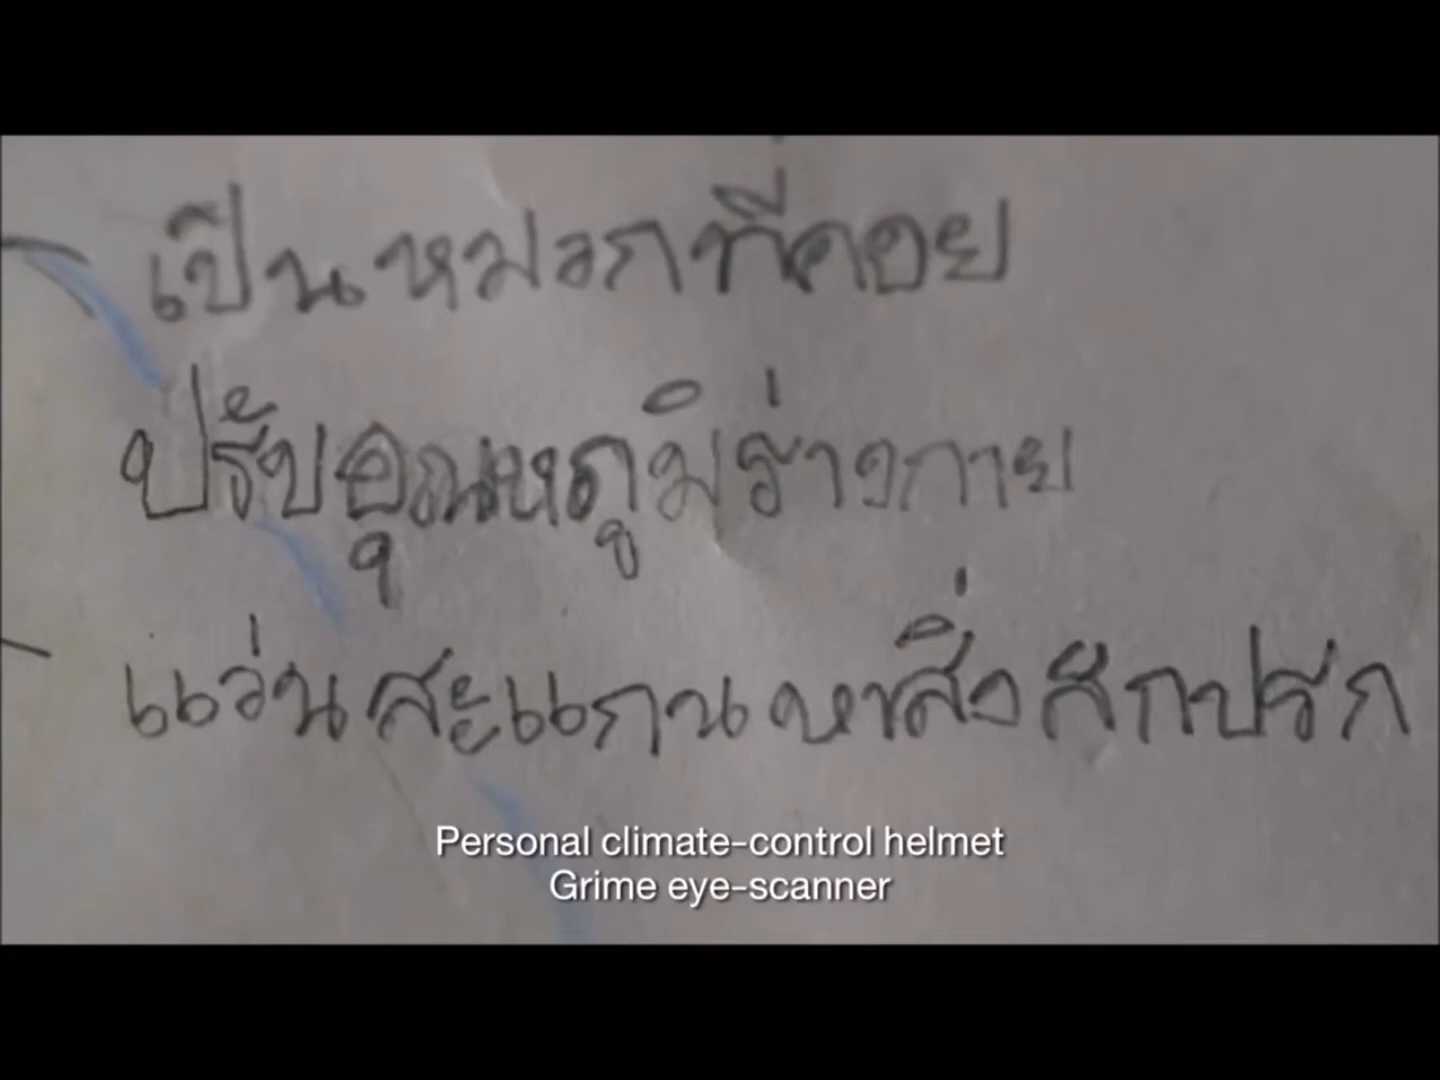 เป็นหมวกที่คอย
ปรับอุณหภูมิร่างกาย
แว่นสะแกนหาสิ่งสกปรก
Personal climate-control helmet
Grime eye-scanner